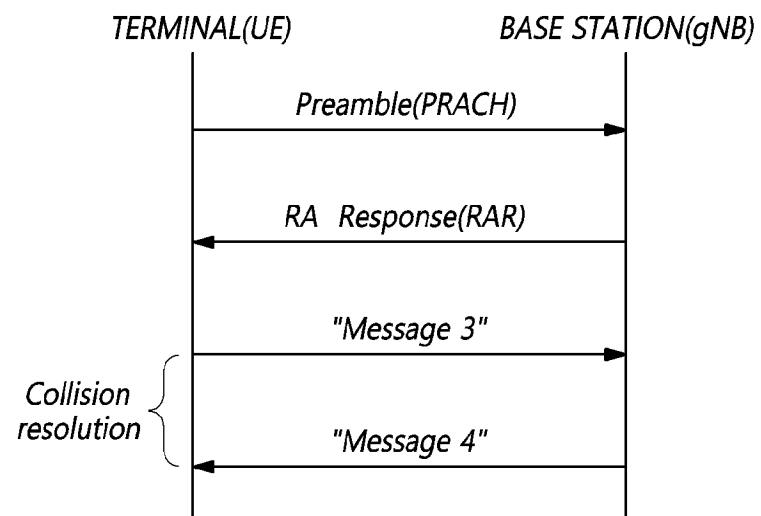 TERMINAL(UE) BASE STATION(gNB)
Preamble(PRACH)
RA Response(RAR)
"Message 3"
Collision
resolution
"Message 4"